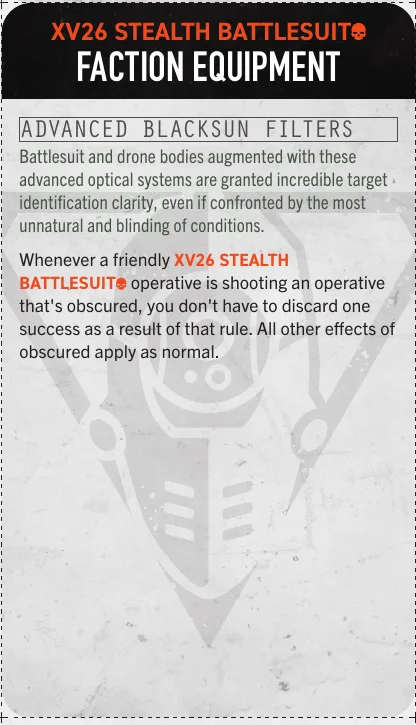 XV26 STEALTH BATTLESUIT
FACTION EQUIPMENT
ADVANCED BLACKSUN FILTERS
Battlesuit and drone bodies augmented with these
advanced optical systems are granted incredible target
identification clarity, even if confronted by the most
unnatural and blinding of conditions.
Whenever a friendly XV26 STEALTH
BATTLESUIT operative is shooting an operative
that's obscured, you don't have to discard one
success as a result of that rule. All other effects of
obscured apply as normal.